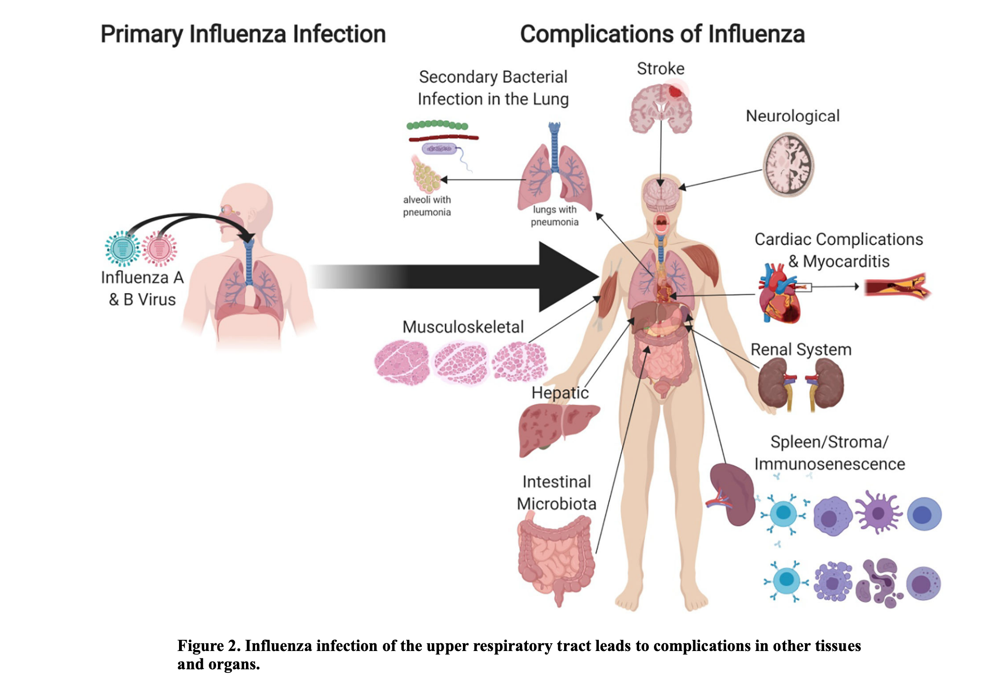 Primary Influenza Infection
Complications of Influenza
Stroke
Secondary Bacterial
Infection in the Lung
Neurological
alveoli with
pneumonia
lungs with
pneumonia
Influenza A
& B Virus
Cardiac Complications
& Myocarditis
Musculoskeletal
Renal System
Hepatic
Spleen/Stroma/
Immunosenescence
Intestinal
Microbiota
Figure 2. Influenza infection of the upper respiratory tract leads to complications in other tissues
and organs.